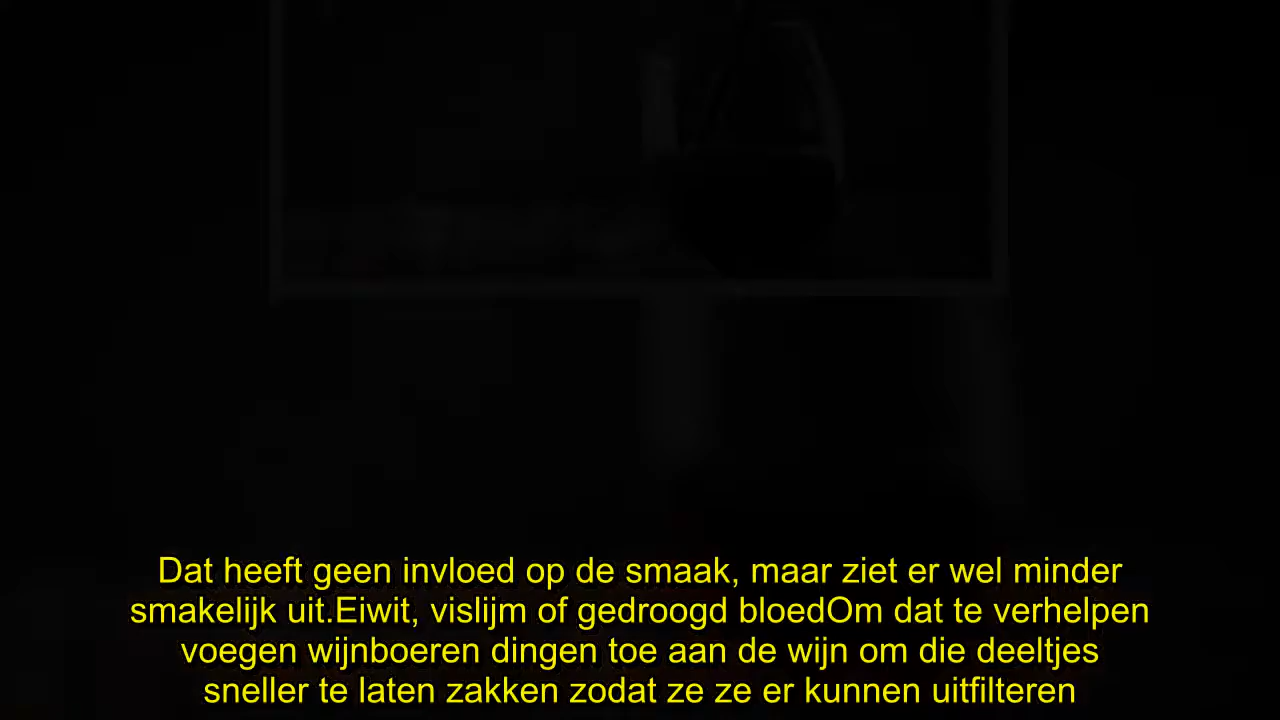 Dat heeft geen invloed op de smaak, maar ziet er wel minder
smakelijk uit.Eiwit, vislijm of gedroogd bloedOm dat te verhelpen
voegen wijnboeren dingen toe aan de wijn om die deeltjes
sneller te laten zakken zodat ze ze er kunnen uitfilteren